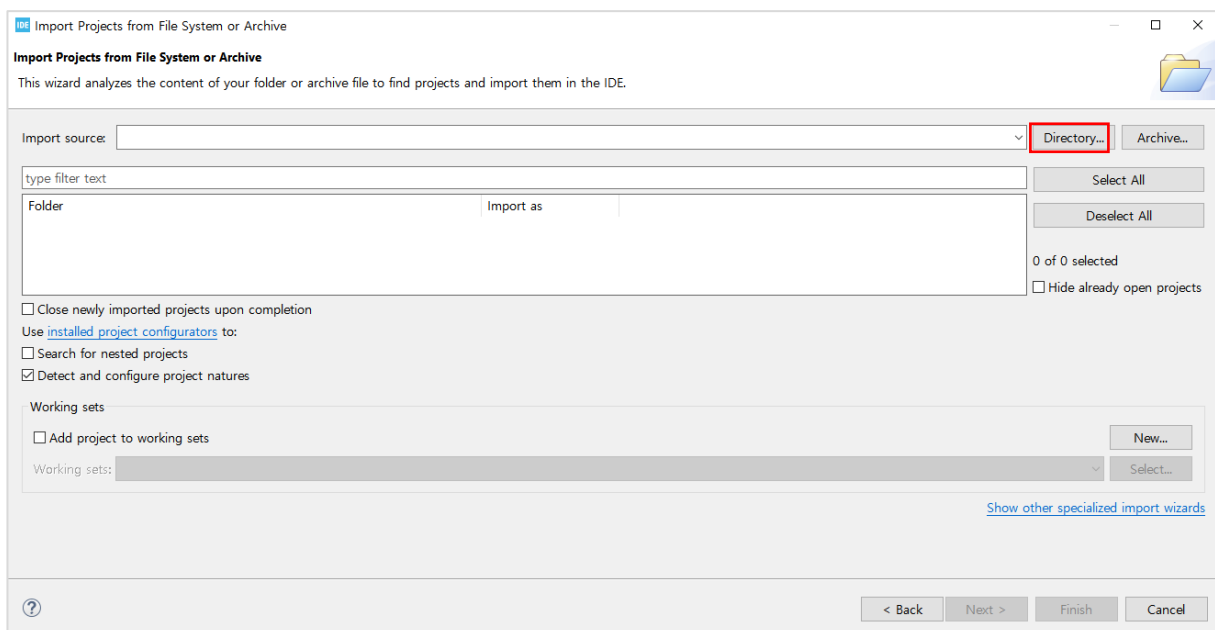 IDE Import Projects from File System or Archive
Import Projects from File System or Archive
This wizard analyzes the content of your folder or archive file to find projects and import them in the IDE.
Import source: Directory... Archive...
type filter text Select All
Folder Import as
Deselect All
0 of 0 selected
Hide already open projects
Close newly imported projects upon completion
Use installed project configurators to:
Search for nested projects
Detect and configure project natures
Working sets
Add project to working sets New...
Working sets: Select...
Show other specialized import wizards
? < Back Next > Finish Cancel